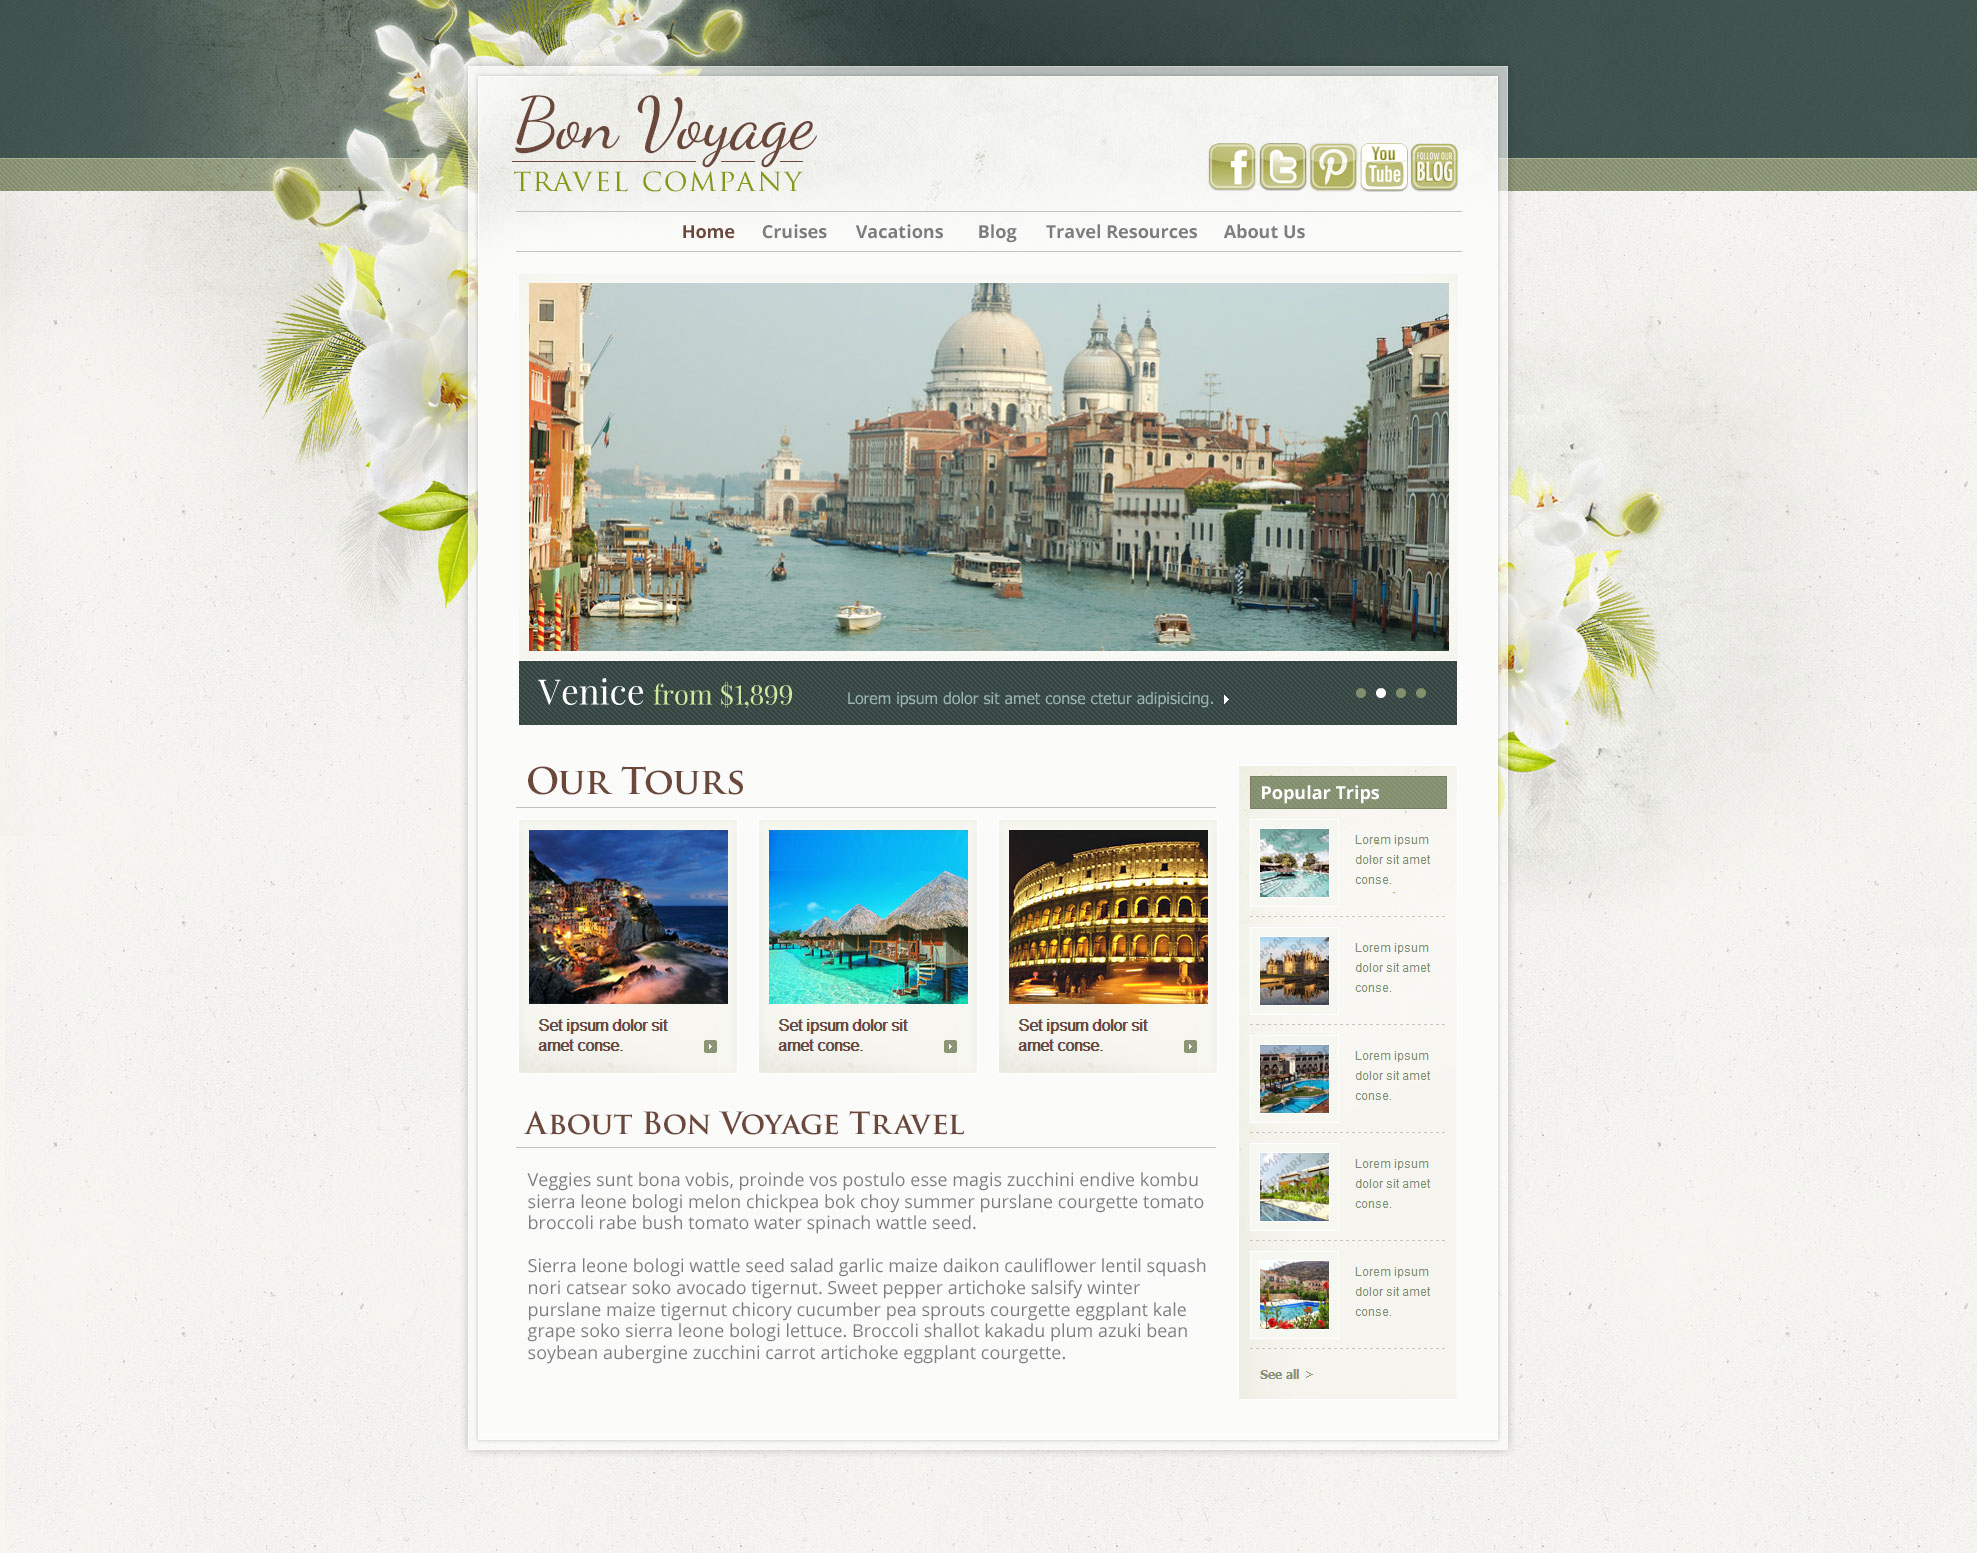 Bon Voyage
TRAVEL COMPANY
f t P You Tube FOLLOW OUR BLOG
Home Cruises Vacations Blog Travel Resources About Us
Venice from $1,899 Lorem ipsum dolor sit amet conse ctetur adipisicing.
Our Tours
Set ipsum dolor sit
amet conse.
Set ipsum dolor sit
amet conse.
Set ipsum dolor sit
amet conse.
About Bon Voyage Travel
Veggies sunt bona vobis, proinde vos postulo esse magis zucchini endive kombu
sierra leone bologi melon chickpea bok choy summer purslane courgette tomato
broccoli rabe bush tomato water spinach wattle seed.
Sierra leone bologi wattle seed salad garlic maize daikon cauliflower lentil squash
nori catsear soko avocado tigernut. Sweet pepper artichoke salsify winter
purslane maize tigernut chicory cucumber pea sprouts courgette eggplant kale
grape soko sierra leone bologi lettuce. Broccoli shallot kakadu plum azuki bean
soybean aubergine zucchini carrot artichoke eggplant courgette.
Popular Trips
Lorem ipsum
dolor sit amet
conse.
Lorem ipsum
dolor sit amet
conse.
Lorem ipsum
dolor sit amet
conse.
Lorem ipsum
dolor sit amet
conse.
Lorem ipsum
dolor sit amet
conse.
See all >